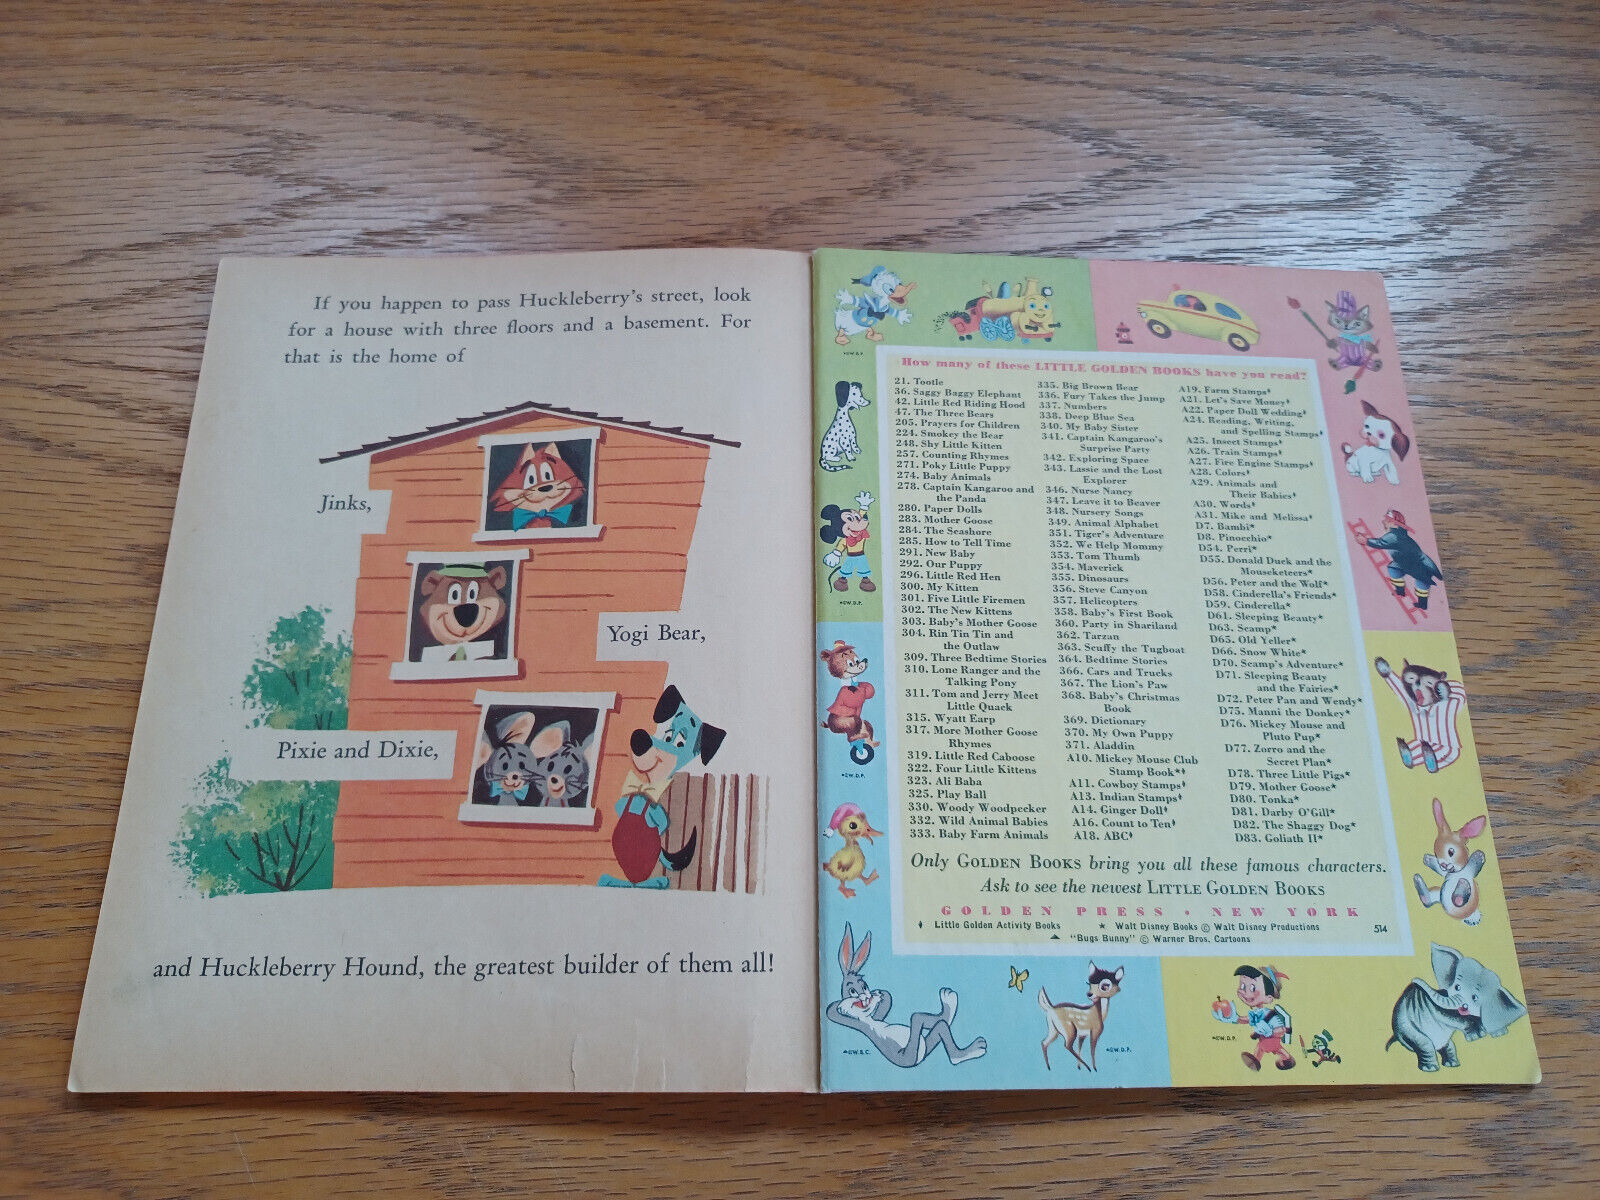 If you happen to pass Huckleberry's street, look
for a house with three floors and a basement. For
that is the home of
Jinks,
Yogi Bear,
Pixie and Dixie,
and Huckleberry Hound, the greatest builder of them all!
How many of these LITTLE GOLDEN BOOKS have you read?
21. Tootle
36. Saggy Baggy Elephant
42. Little Red Riding Hood
47. The Three Bears
205. Prayers for Children
224. Smokey the Bear
248. Shy Little Kitten
257. Counting Rhymes
271. Poky Little Puppy
274. Baby Animals
278. Captain Kangaroo and
the Panda
280. Paper Dolls
283. Mother Goose
284. The Seashore
285. How to Tell Time
291. New Baby
292. Our Puppy
296. Little Red Hen
300. My Kitten
301. Five Little Firemen
302. The New Kittens
303. Baby's Mother Goose
304. Rin Tin Tin and
the Outlaw
309. Three Bedtime Stories
310. Lone Ranger and the
Talking Pony
311. Tom and Jerry Meet
Little Quack
315. Wyatt Earp
317. More Mother Goose
Rhymes
319. Little Red Caboose
322. Four Little Kittens
323. Ali Baba
325. Play Ball
330. Woody Woodpecker
332. Wild Animal Babies
333. Baby Farm Animals
335. Big Brown Bear
336. Fury Takes the Jump
337. Numbers
338. Deep Blue Sea
340. My Baby Sister
341. Captain Kangaroo's
Surprise Party
342. Exploring Space
343. Lassie and the Lost
Explorer
346. Nurse Nancy
347. Leave it to Beaver
348. Nursery Songs
349. Animal Alphabet
351. Tiger's Adventure
352. We Help Mommy
353. Tom Thumb
354. Maverick
355. Dinosaurs
356. Steve Canyon
357. Helicopters
358. Baby's First Book
360. Party in Shariland
362. Tarzan
363. Scuffy the Tugboat
364. Bedtime Stories
366. Cars and Trucks
367. The Lion's Paw
368. Baby's Christmas
Book
369. Dictionary
370. My Own Puppy
371. Aladdin
A10. Mickey Mouse Club
Stamp Book*♦
A11. Cowboy Stamps♦
A13. Indian Stamps♦
A14. Ginger Doll♦
A16. Count to Ten♦
A18. ABC♦
A19. Farm Stamps♦
A21. Let's Save Money♦
A22. Paper Doll Wedding♦
A24. Reading, Writing,
and Spelling Stamps♦
A25. Insect Stamps♦
A26. Train Stamps♦
A27. Fire Engine Stamps♦
A28. Colors♦
A29. Animals and
Their Babies♦
A30. Words♦
A31. Mike and Melissa♦
D7. Bambi*
D8. Pinocchio*
D54. Perri*
D55. Donald Duck and the
Mouseketeers*
D56. Peter and the Wolf*
D58. Cinderella's Friends*
D59. Cinderella*
D61. Sleeping Beauty*
D63. Scamp*
D65. Old Yeller*
D66. Snow White*
D70. Scamp's Adventure*
D71. Sleeping Beauty
and the Fairies*
D72. Peter Pan and Wendy*
D75. Manni the Donkey*
D76. Mickey Mouse and
Pluto Pup*
D77. Zorro and the
Secret Plan*
D78. Three Little Pigs*
D79. Mother Goose*
D80. Tonka*
D81. Darby O'Gill*
D82. The Shaggy Dog*
D83. Goliath II*
Only GOLDEN BOOKS bring you all these famous characters.
Ask to see the newest LITTLE GOLDEN BOOKS
GOLDEN PRESS • NEW YORK
♦ Little Golden Activity Books * Walt Disney Books © Walt Disney Productions 514
▲ "Bugs Bunny" © Warner Bros. Cartoons
*©W.D.P.
*©W.D.P.
*©W.D.P.
▲©W.B.C.
*©W.D.P.
*©W.D.P.